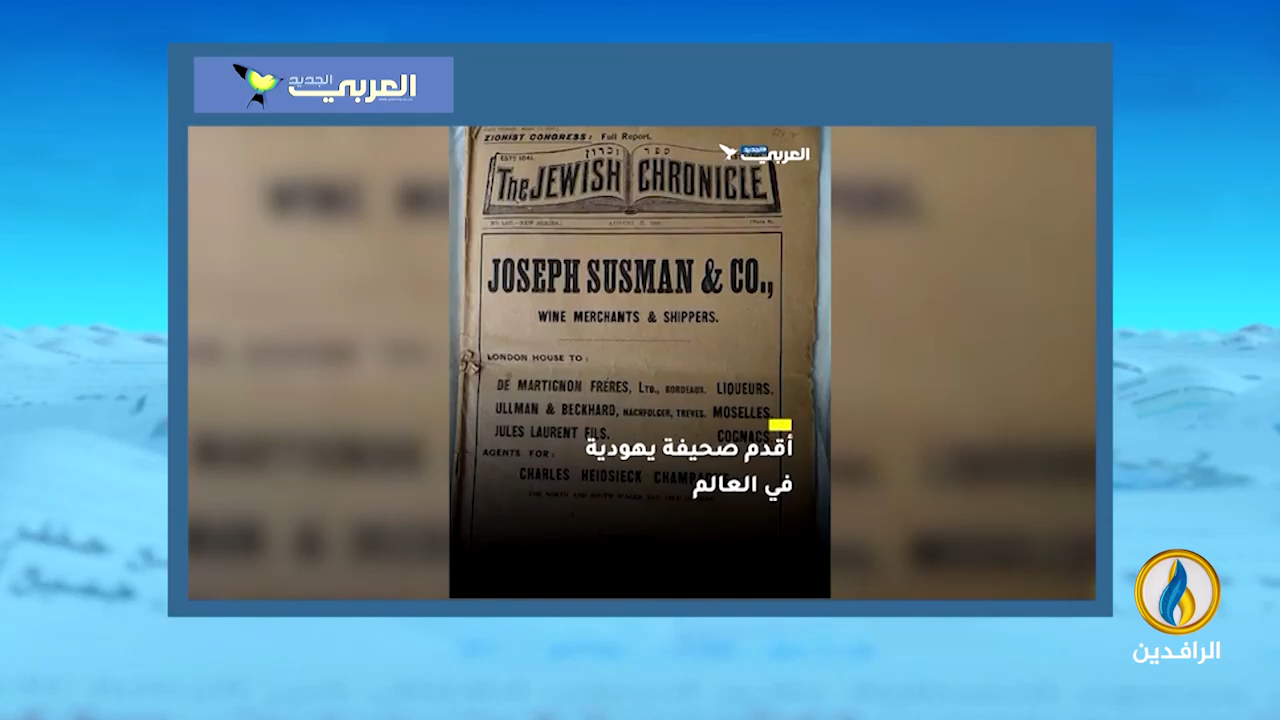 العربي الجديد
ZIONIST CONGRESS: Full Report.
ESTD 1841.
The JEWISH CHRONICLE.
العربي الجديد
JOSEPH SUSMAN & CO.,
WINE MERCHANTS & SHIPPERS.
LONDON HOUSE TO:
DE MARTIGNON FRÉRES, LTD., BORDEAUX. LIQUEURS.
ULLMAN & BECKHARD, NACHFOLGER, TREVES. MOSELLES.
JULES LAURENT FILS. COGNACS.
AGENTS FOR:
CHARLES HEIDSIECK
أقدم صحيفة يهودية
في العالم
الرافدين